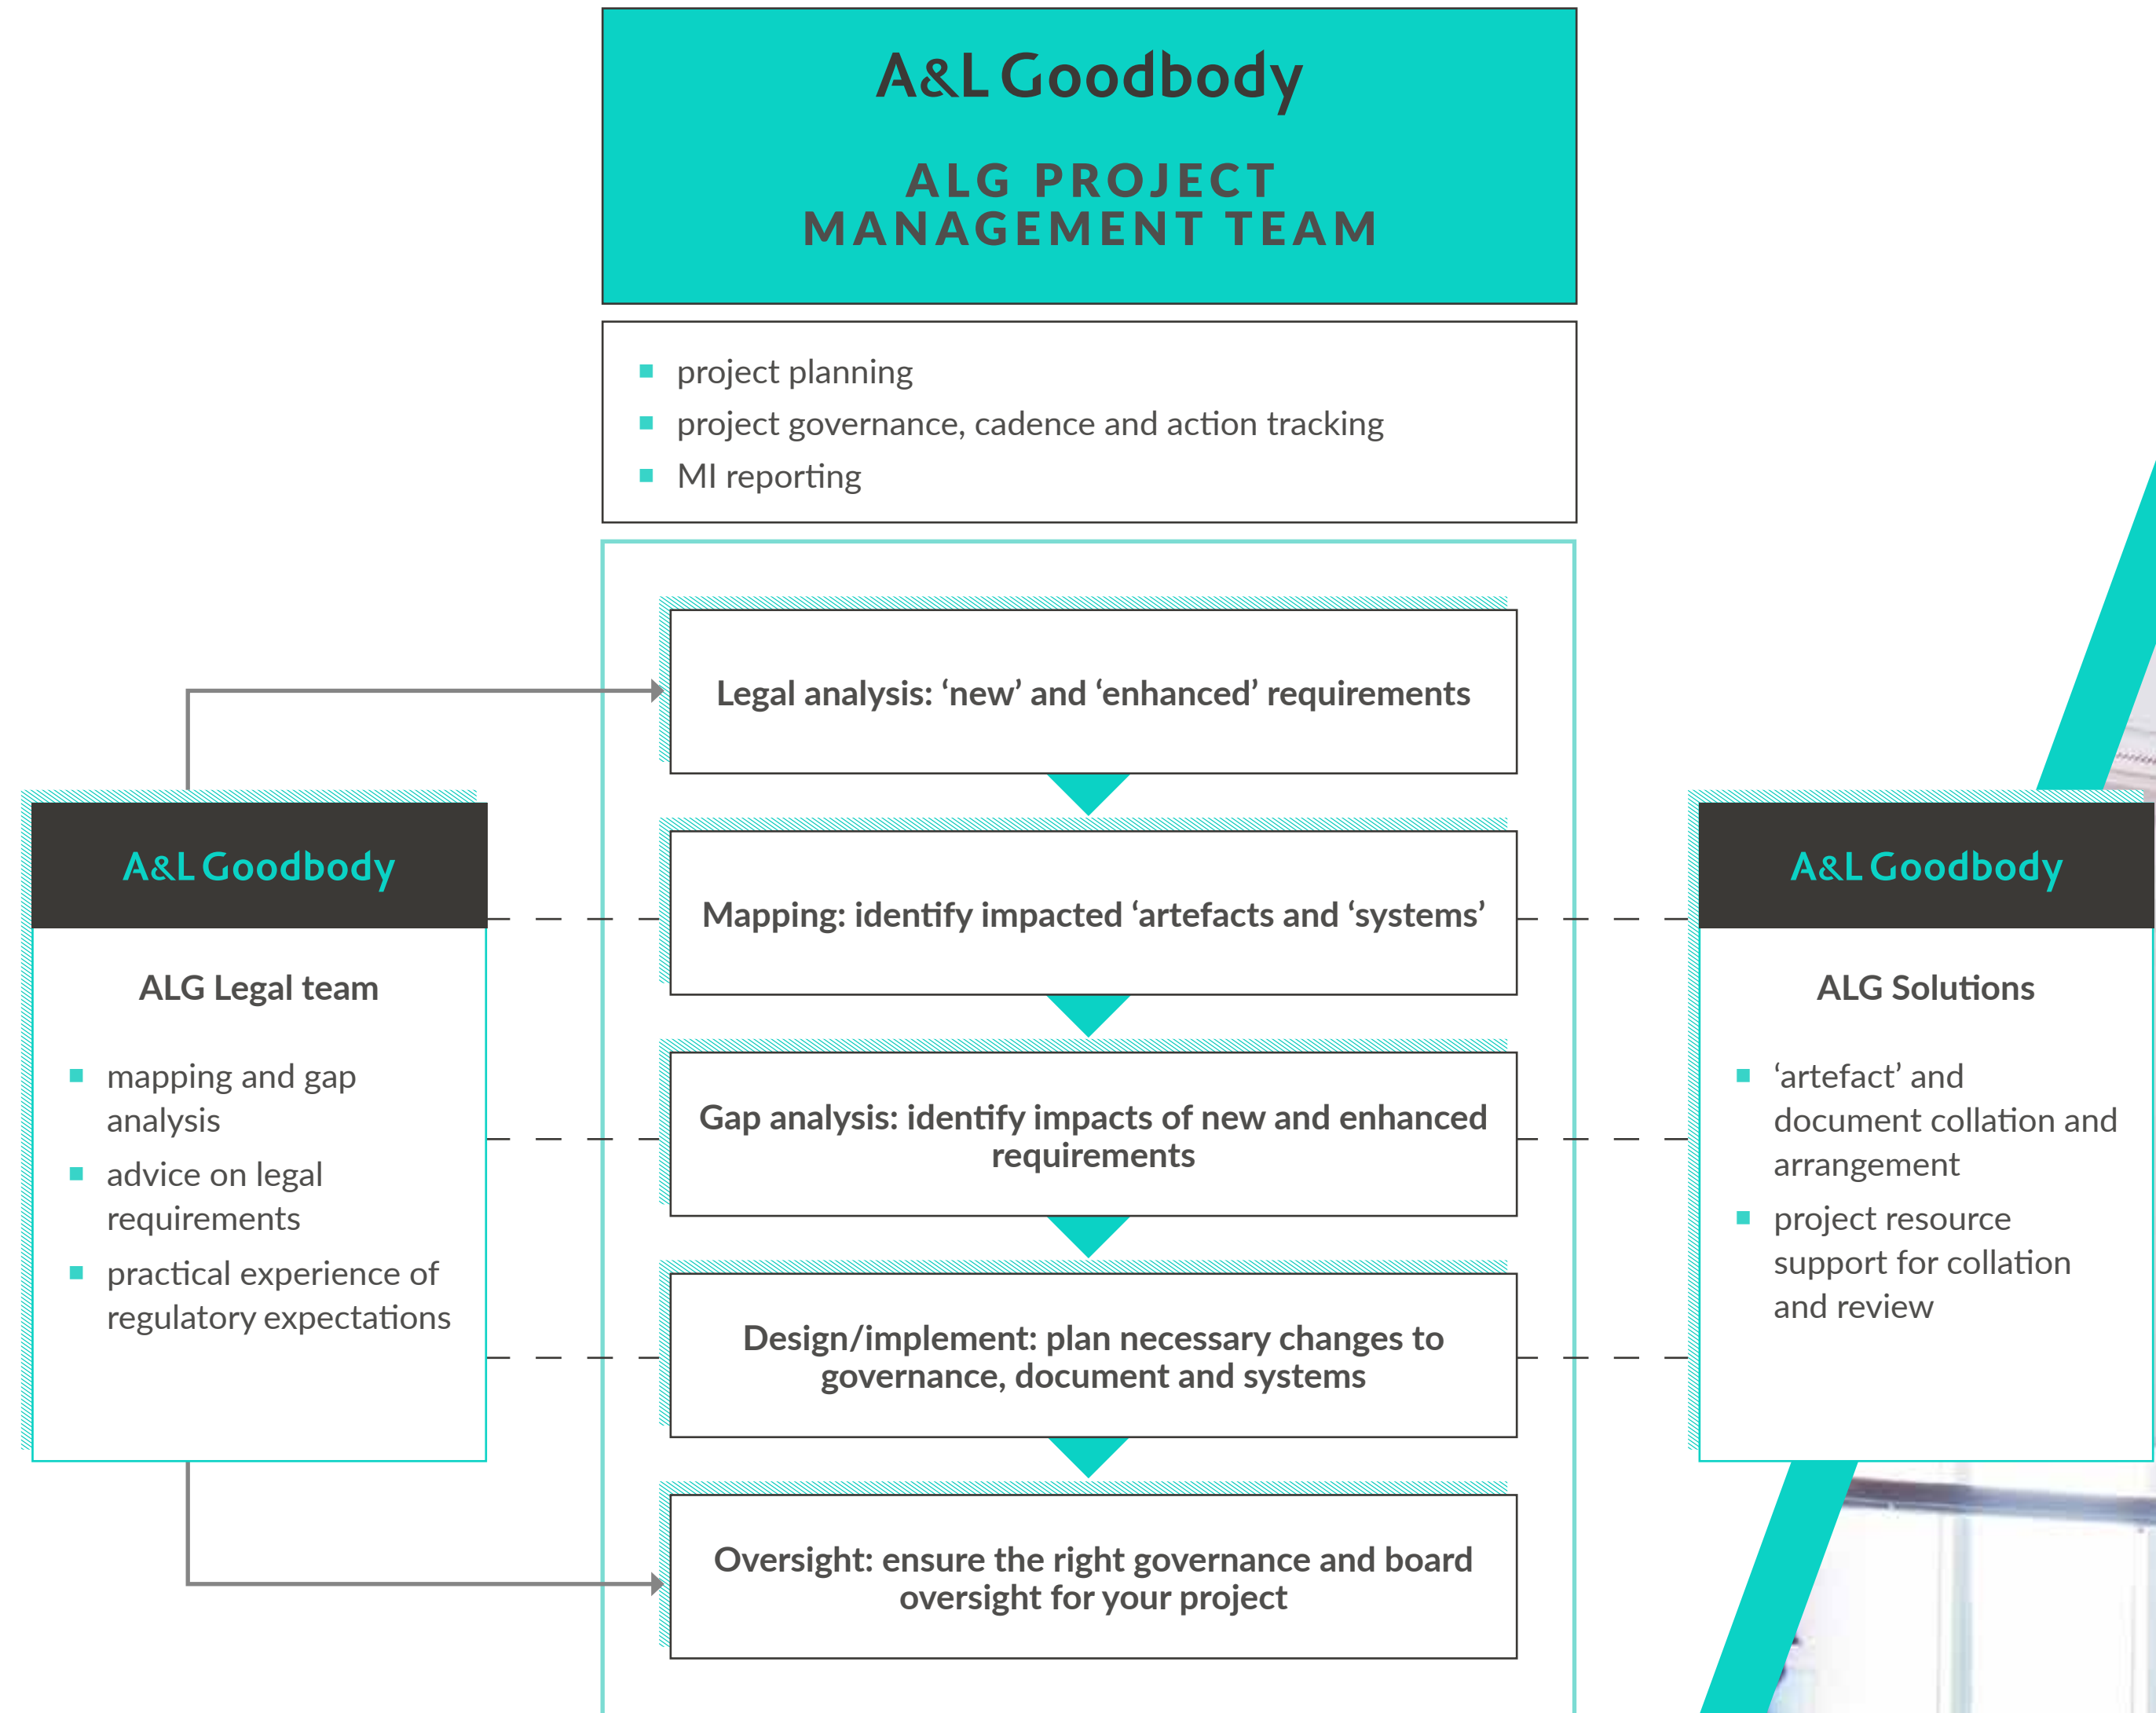 A&L Goodbody
ALG PROJECT
MANAGEMENT TEAM
project planning
project governance, cadence and action tracking
MI reporting
Legal analysis: ‘new’ and ‘enhanced’ requirements
Mapping: identify impacted ‘artefacts and ‘systems’
Gap analysis: identify impacts of new and enhanced
requirements
Design/implement: plan necessary changes to
governance, document and systems
Oversight: ensure the right governance and board
oversight for your project
A&L Goodbody
ALG Legal team
mapping and gap
analysis
advice on legal
requirements
practical experience of
regulatory expectations
A&L Goodbody
ALG Solutions
‘artefact’ and
document collation and
arrangement
project resource
support for collation
and review